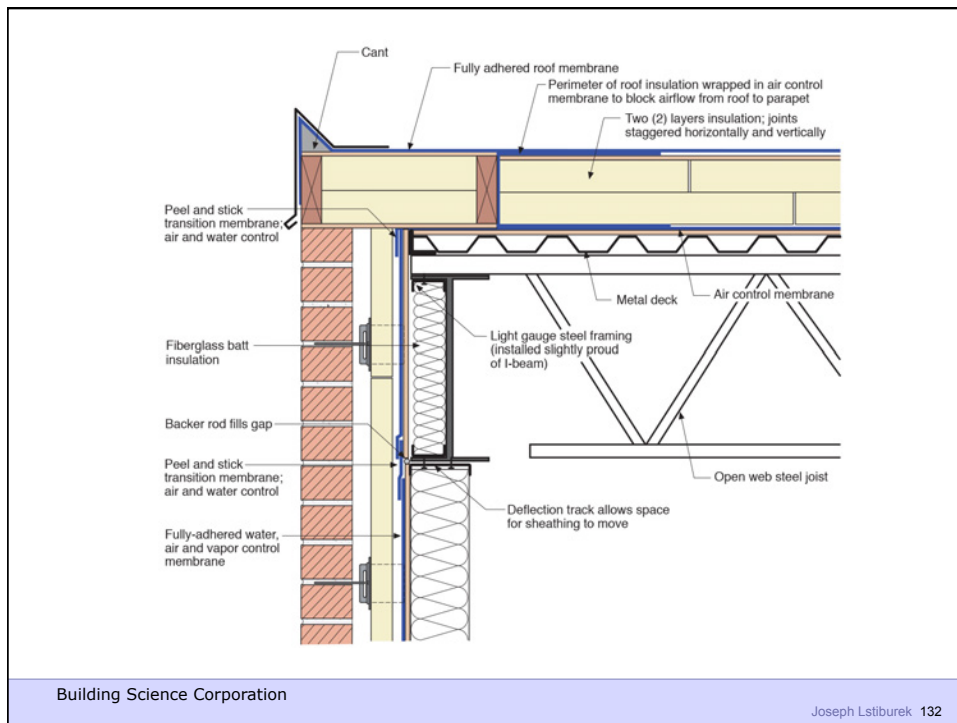 Cant
Fully adhered roof membrane
Perimeter of roof insulation wrapped in air control
membrane to block airflow from roof to parapet
Two (2) layers insulation; joints
staggered horizontally and vertically
Peel and stick
transition membrane;
air and water control
Metal deck
Air control membrane
Light gauge steel framing
(installed slightly proud
of I-beam)
Fiberglass batt
insulation
Backer rod fills gap
Peel and stick
transition membrane;
air and water control
Open web steel joist
Deflection track allows space
for sheathing to move
Fully-adhered water,
air and vapor control
membrane
Building Science Corporation
Joseph Lstiburek 132